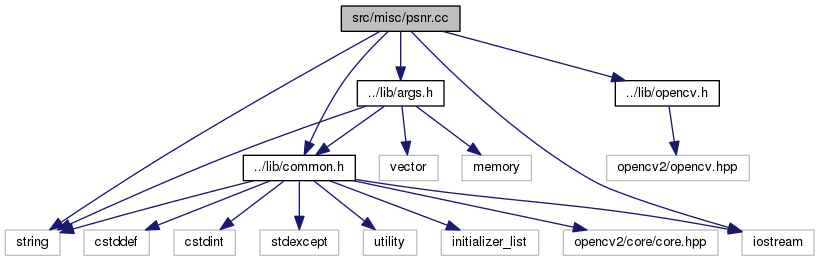 src/misc/psnr.cc
../lib/args.h
../lib/opencv.h
../lib/common.h
vector
memory
opencv2/opencv.hpp
string
cstddef
cstdint
stdexcept
utility
initializer_list
opencv2/core/core.hpp
iostream